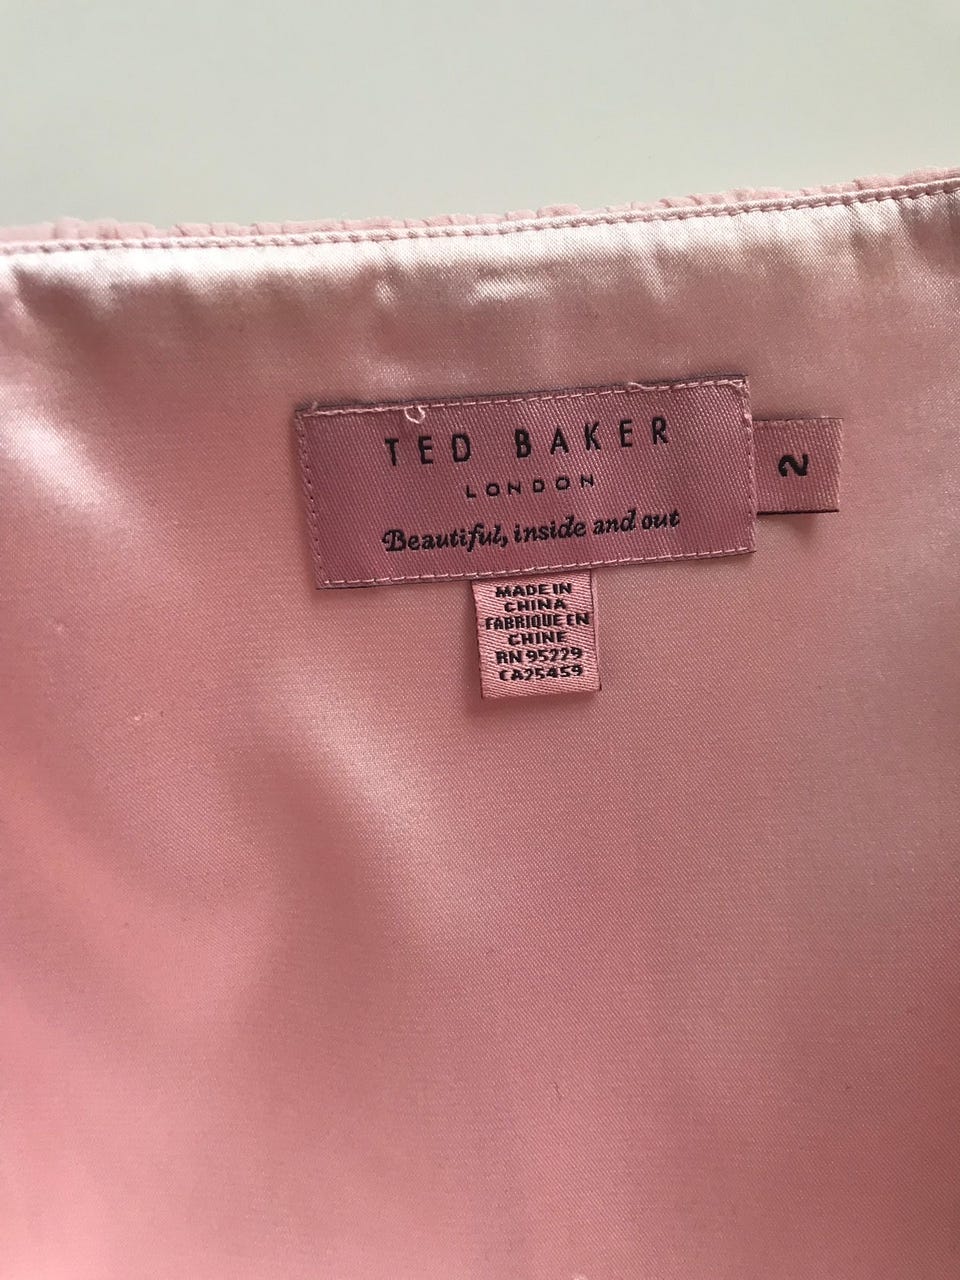 TED BAKER
LONDON
Beautiful, inside and out
2
MADE IN
CHINA
FABRIQUE EN
CHINE
RN 95229
CA25459